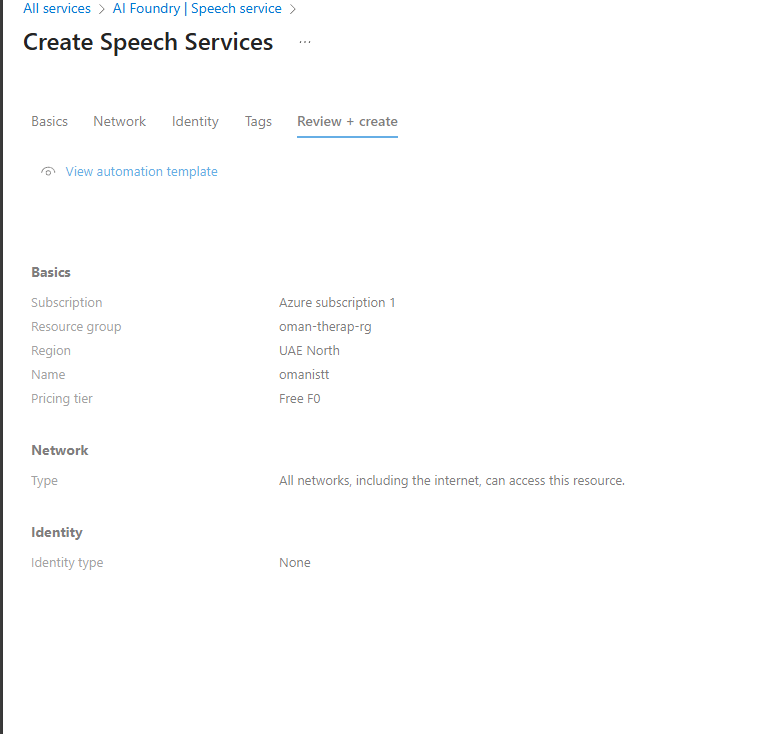 All services > AI Foundry | Speech service >
Create Speech Services ...
Basics Network Identity Tags Review + create
View automation template
Basics
Subscription Azure subscription 1
Resource group oman-therap-rg
Region UAE North
Name omanistt
Pricing tier Free F0
Network
Type All networks, including the internet, can access this resource.
Identity
Identity type None